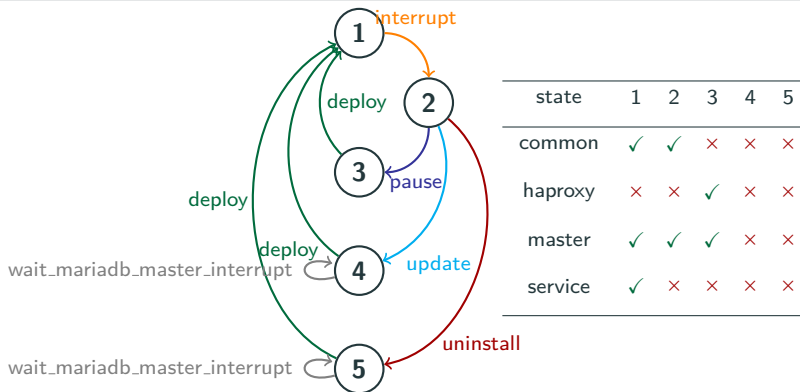 interrupt
1
2
deploy
3
pause
deploy
deploy
wait_mariadb_master_interrupt
4
update
uninstall
wait_mariadb_master_interrupt
5
state 1 2 3 4 5
common ✓ ✓ × × ×
haproxy × × ✓ × ×
master ✓ ✓ ✓ × ×
service ✓ × × × ×